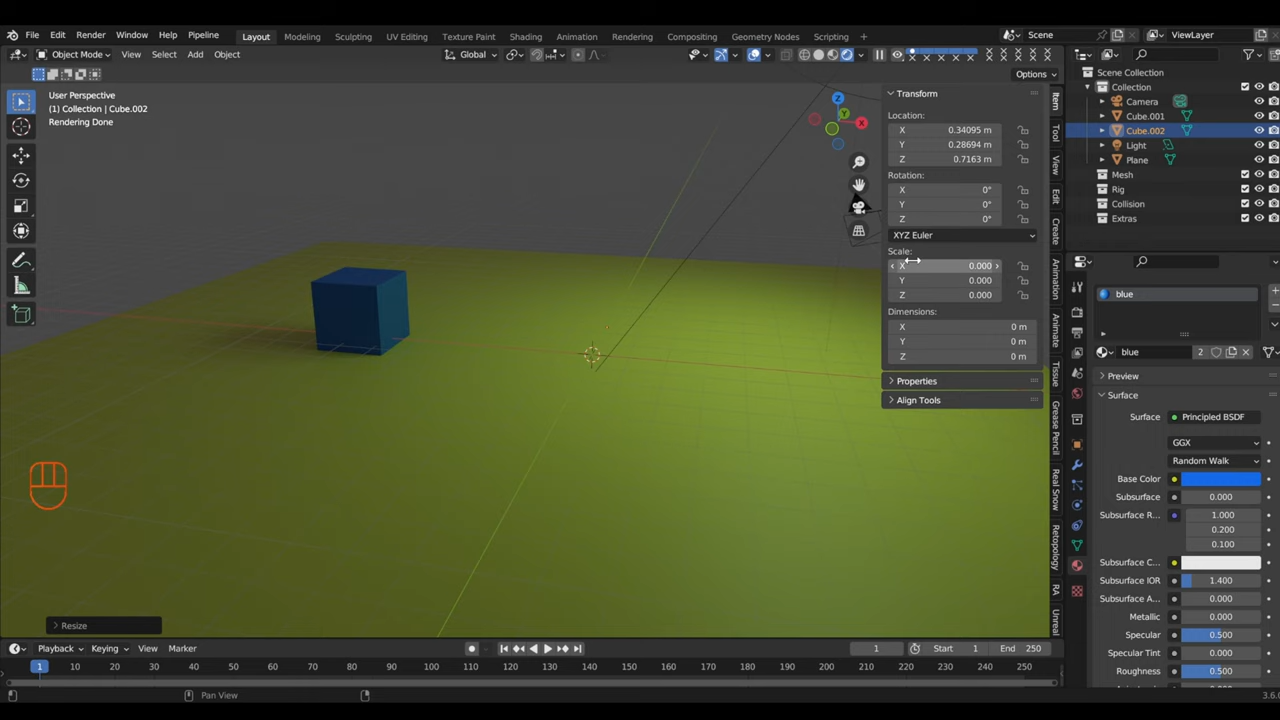 File Edit Render Window Help Pipeline Layout Modeling Sculpting UV Editing Texture Paint Shading Animation Rendering Compositing Geometry Nodes Scripting Scene ViewLayer
Object Mode View Select Add Object Global
Options
User Perspective
(1) Collection | Cube.002
Rendering Done
Z
Y
X
Transform
Location:
X 0.34095 m
Y 0.28694 m
Z 0.7163 m
Rotation:
X 0°
Y 0°
Z 0°
XYZ Euler
Scale:
X 0.000
Y 0.000
Z 0.000
Dimensions:
X 0 m
Y 0 m
Z 0 m
Properties
Align Tools
Item
Tool
View
Edit
Create
Animation
Animate
Tissue
Grease Pencil
Real Snow
Retopology
RA
Unreal
Scene Collection
Collection
Camera
Cube.001
Cube.002
Light
Plane
Mesh
Rig
Collision
Extras
blue
blue 2
Preview
Surface
Surface Principled BSDF
GGX
Random Walk
Base Color
Subsurface 0.000
Subsurface R... 1.000
0.200
0.100
Subsurface C...
Subsurface IOR 1.400
Subsurface A... 0.000
Metallic 0.000
Specular 0.500
Specular Tint 0.000
Roughness 0.500
Resize
Playback Keying View Marker 1 Start 1 End 250
1 10 20 30 40 50 60 70 80 90 100 110 120 130 140 150 160 170 180 190 200 210 220 230 240 250
Pan View
3.6.